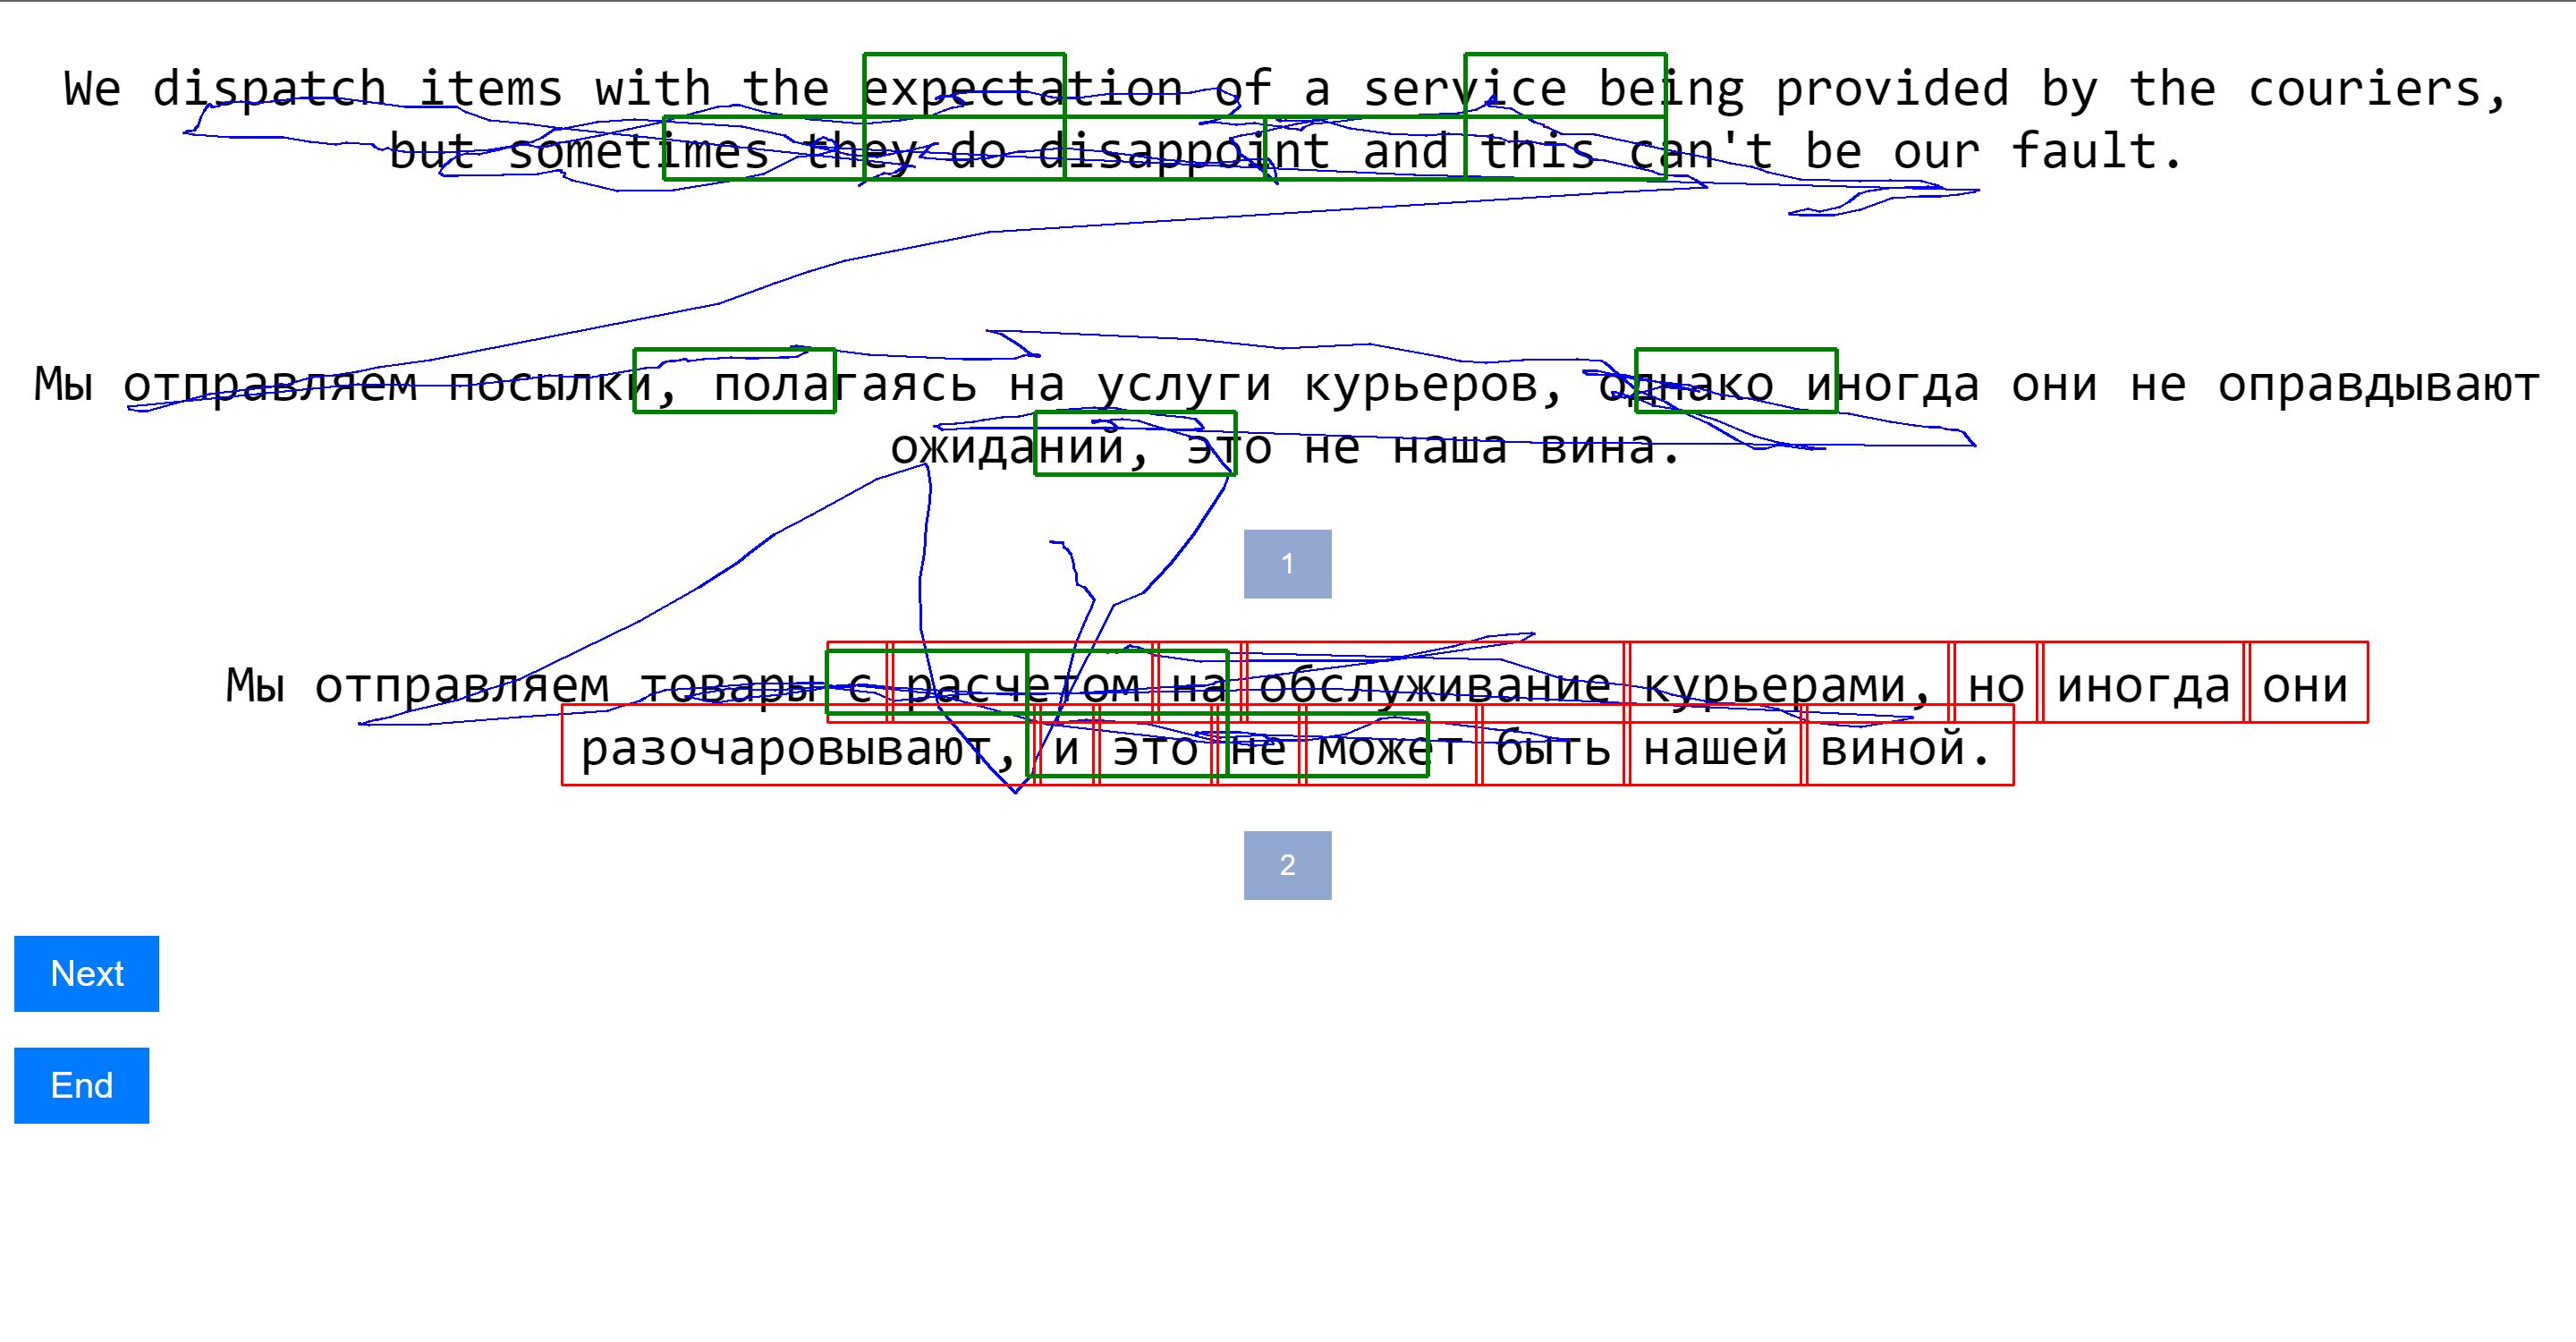 We dispatch items with the expectation of a service being provided by the couriers,
but sometimes they do disappoint and this can't be our fault.
Мы отправляем посылки, полагаясь на услуги курьеров, однако иногда они не оправдывают
ожиданий, это не наша вина.
1
Мы отправляем товары с расчетом на обслуживание курьерами, но иногда они
разочаровывают, и это не может быть нашей виной.
2
Next
End